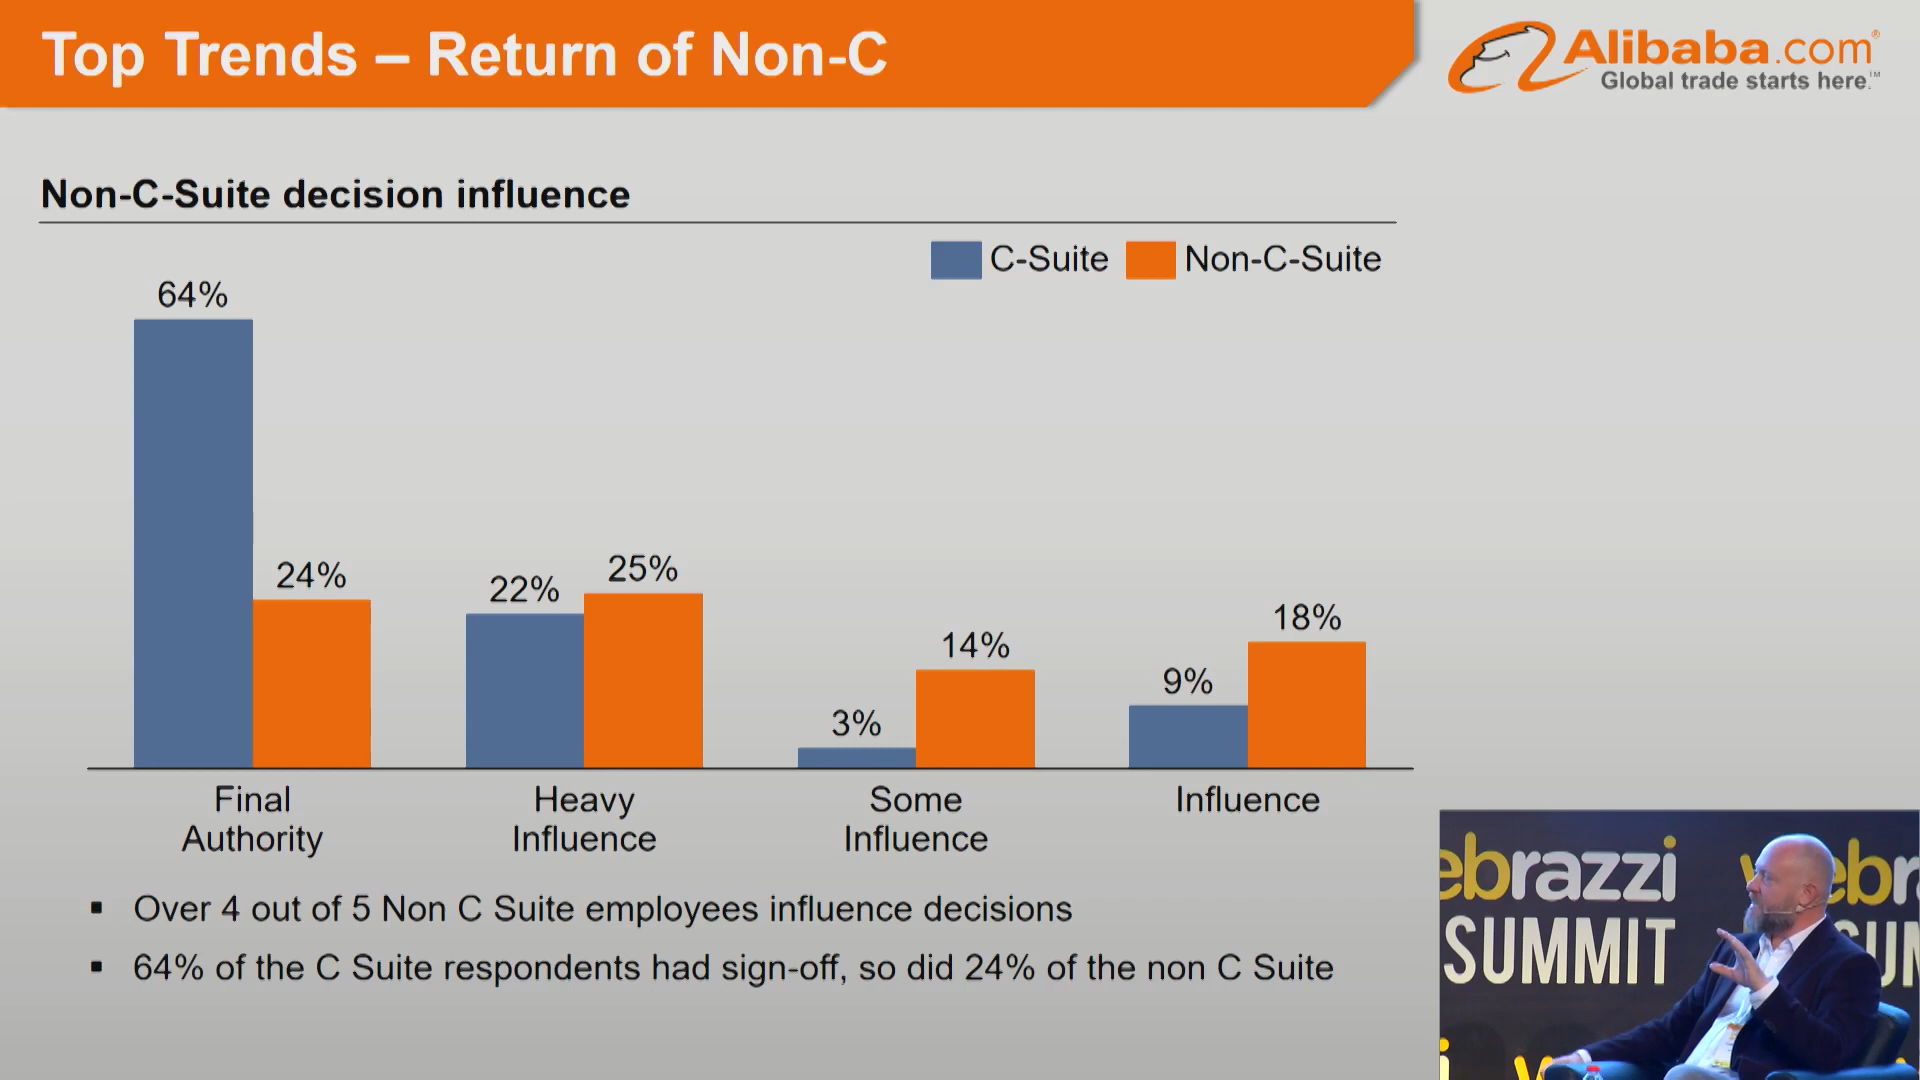 Top Trends – Return of Non-C
Alibaba.com®
Global trade starts here.™
Non-C-Suite decision influence
C-Suite
Non-C-Suite
64%
24%
22%
25%
3%
14%
9%
18%
Final
Authority
Heavy
Influence
Some
Influence
Influence
▪ Over 4 out of 5 Non C Suite employees influence decisions
▪ 64% of the C Suite respondents had sign-off, so did 24% of the non C Suite
ebrazzi
SUMMIT